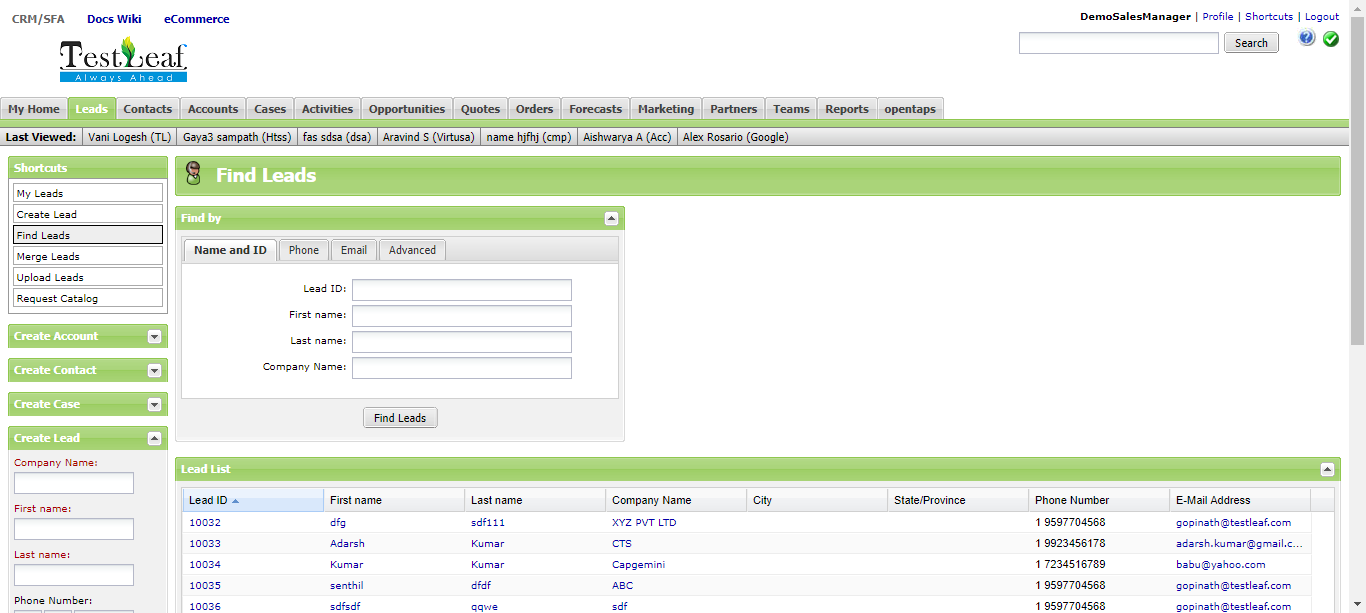 CRM/SFA Docs Wiki eCommerce
DemoSalesManager | Profile | Shortcuts | Logout
TestLeaf
Always Ahead
Search
?
My Home Leads Contacts Accounts Cases Activities Opportunities Quotes Orders Forecasts Marketing Partners Teams Reports opentaps
Last Viewed: Vani Logesh (TL) Gaya3 sampath (Htss) fas sdsa (dsa) Aravind S (Virtusa) name hjfhj (cmp) Aishwarya A (Acc) Alex Rosario (Google)
Shortcuts
My Leads
Create Lead
Find Leads
Merge Leads
Upload Leads
Request Catalog
Create Account
Create Contact
Create Case
Create Lead
Company Name:
First name:
Last name:
Phone Number:
Find Leads
Find by
Name and ID Phone Email Advanced
Lead ID:
First name:
Last name:
Company Name:
Find Leads
Lead List
Lead ID First name Last name Company Name City State/Province Phone Number E-Mail Address
10032 dfg sdf111 XYZ PVT LTD 1 9597704568 gopinath@testleaf.com
10033 Adarsh Kumar CTS 1 9923456178 adarsh.kumar@gmail.c...
10034 Kumar Kumar Capgemini 1 7234516789 babu@yahoo.com
10035 senthil dfdf ABC 1 9597704568 gopinath@testleaf.com
10036 sdfsdf qqwe sdf 1 9597704568 gopinath@testleaf.com